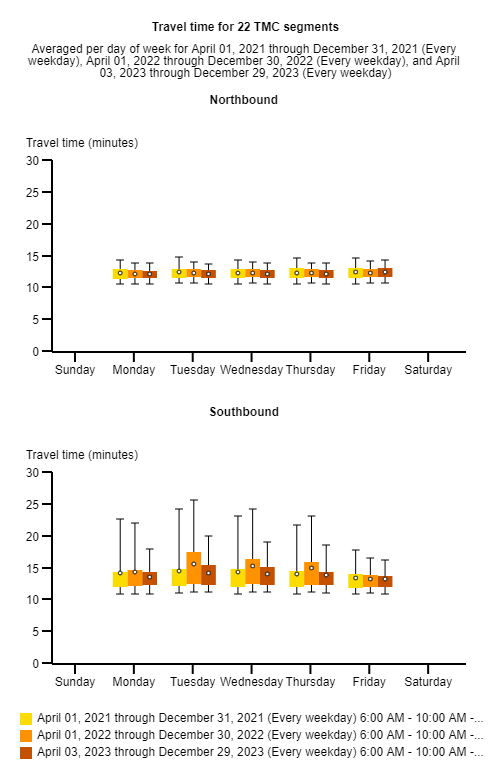 Travel time for 22 TMC segments
Averaged per day of week for April 01, 2021 through December 31, 2021 (Every
weekday), April 01, 2022 through December 30, 2022 (Every weekday), and April
03, 2023 through December 29, 2023 (Every weekday)
Northbound
Travel time (minutes)
30
25
20
15
10
5
0
Sunday Monday Tuesday Wednesday Thursday Friday Saturday
Southbound
Travel time (minutes)
30
25
20
15
10
5
0
Sunday Monday Tuesday Wednesday Thursday Friday Saturday
April 01, 2021 through December 31, 2021 (Every weekday) 6:00 AM - 10:00 AM -...
April 01, 2022 through December 30, 2022 (Every weekday) 6:00 AM - 10:00 AM -...
April 03, 2023 through December 29, 2023 (Every weekday) 6:00 AM - 10:00 AM -...